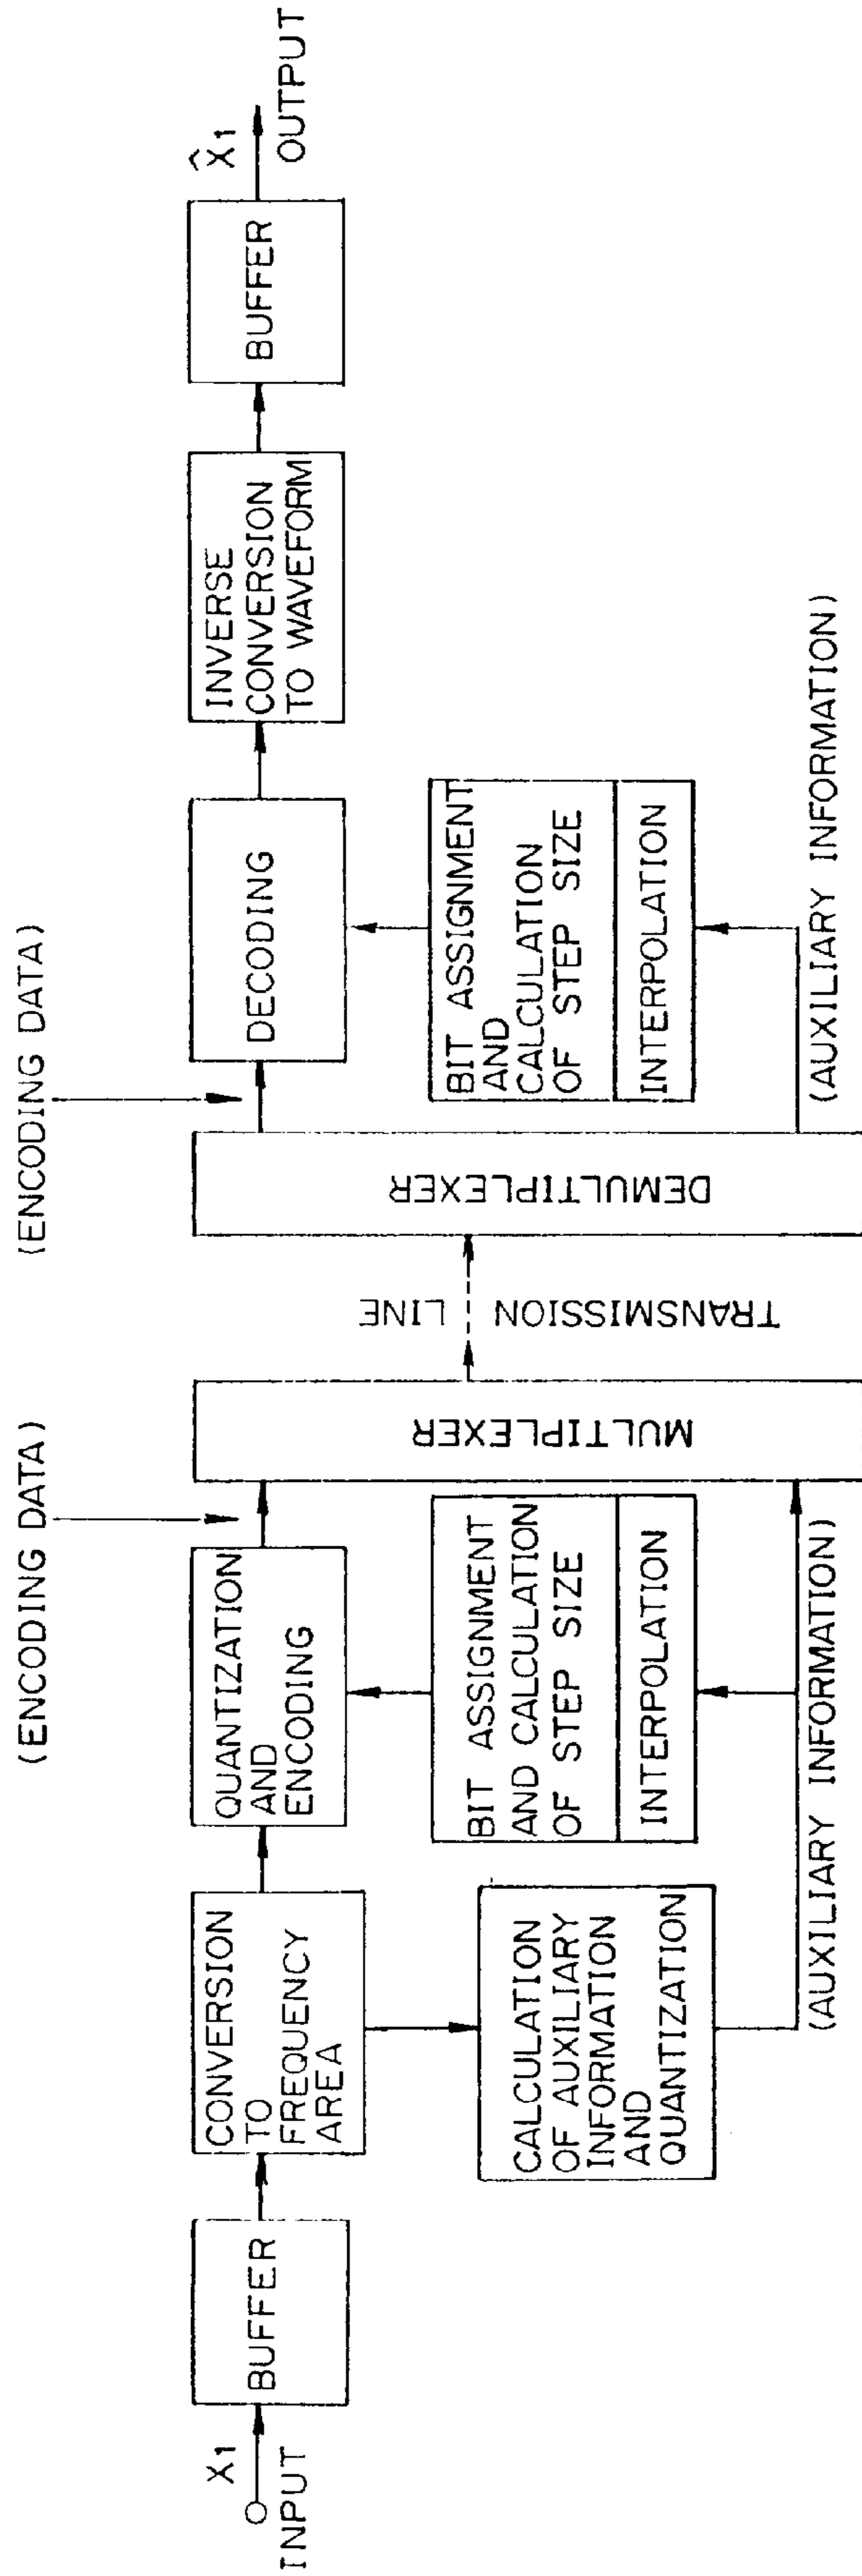 X1
INPUT
BUFFER
CONVERSION
TO
FREQUENCY
AREA
CALCULATION
OF AUXILIARY
INFORMATION
AND
QUANTIZATION
(ENCODING DATA)
QUANTIZATION
AND
ENCODING
BIT ASSIGNMENT
AND CALCULATION
OF STEP SIZE
INTERPOLATION
(AUXILIARY INFORMATION)
MULTIPLEXER
TRANSMISSION
LINE
DEMULTIPLEXER
(ENCODING DATA)
DECODING
BIT ASSIGNMENT
AND
CALCULATION
OF STEP SIZE
INTERPOLATION
(AUXILIARY INFORMATION)
INVERSE
CONVERSION
TO WAVEFORM
BUFFER
X̂1
OUTPUT